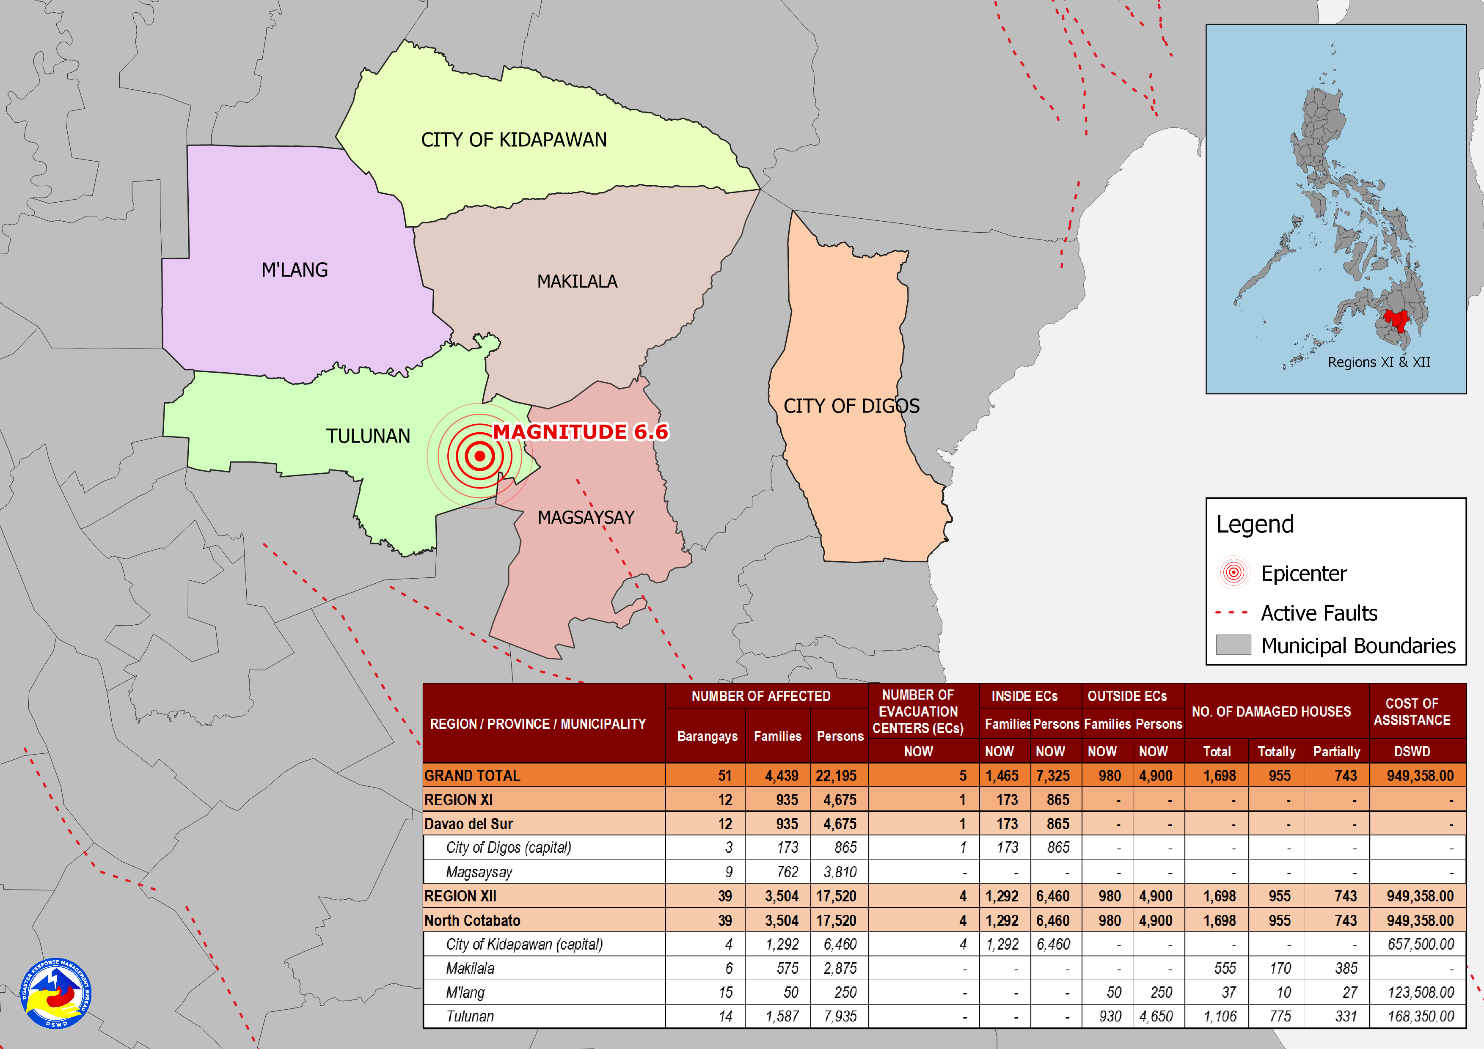 CITY OF KIDAPAWAN
M'LANG
MAKILALA
CITY OF DIGOS
TULUNAN
MAGNITUDE 6.6
MAGSAYSAY
Regions XI & XII
Legend
Epicenter
Active Faults
Municipal Boundaries
REGION / PROVINCE / MUNICIPALITY NUMBER OF AFFECTED NUMBER OF EVACUATION CENTERS (ECs) INSIDE ECs OUTSIDE ECs NO. OF DAMAGED HOUSES COST OF ASSISTANCE
Barangays Families Persons Families Persons Families Persons
NOW NOW NOW NOW NOW Total Totally Partially DSWD
GRAND TOTAL 51 4,439 22,195 5 1,465 7,325 980 4,900 1,698 955 743 949,358.00
REGION XI 12 935 4,675 1 173 865 - - - - - -
Davao del Sur 12 935 4,675 1 173 865 - - - - - -
City of Digos (capital) 3 173 865 1 173 865 - - - - - -
Magsaysay 9 762 3,810 - - - - - - - - -
REGION XII 39 3,504 17,520 4 1,292 6,460 980 4,900 1,698 955 743 949,358.00
North Cotabato 39 3,504 17,520 4 1,292 6,460 980 4,900 1,698 955 743 949,358.00
City of Kidapawan (capital) 4 1,292 6,460 4 1,292 6,460 - - - - - 657,500.00
Makilala 6 575 2,875 - - - - - 555 170 385 -
M'lang 15 50 250 - - - 50 250 37 10 27 123,508.00
Tulunan 14 1,587 7,935 - - - 930 4,650 1,106 775 331 168,350.00
DISASTER RESPONSE MANAGEMENT BUREAU
DSWD